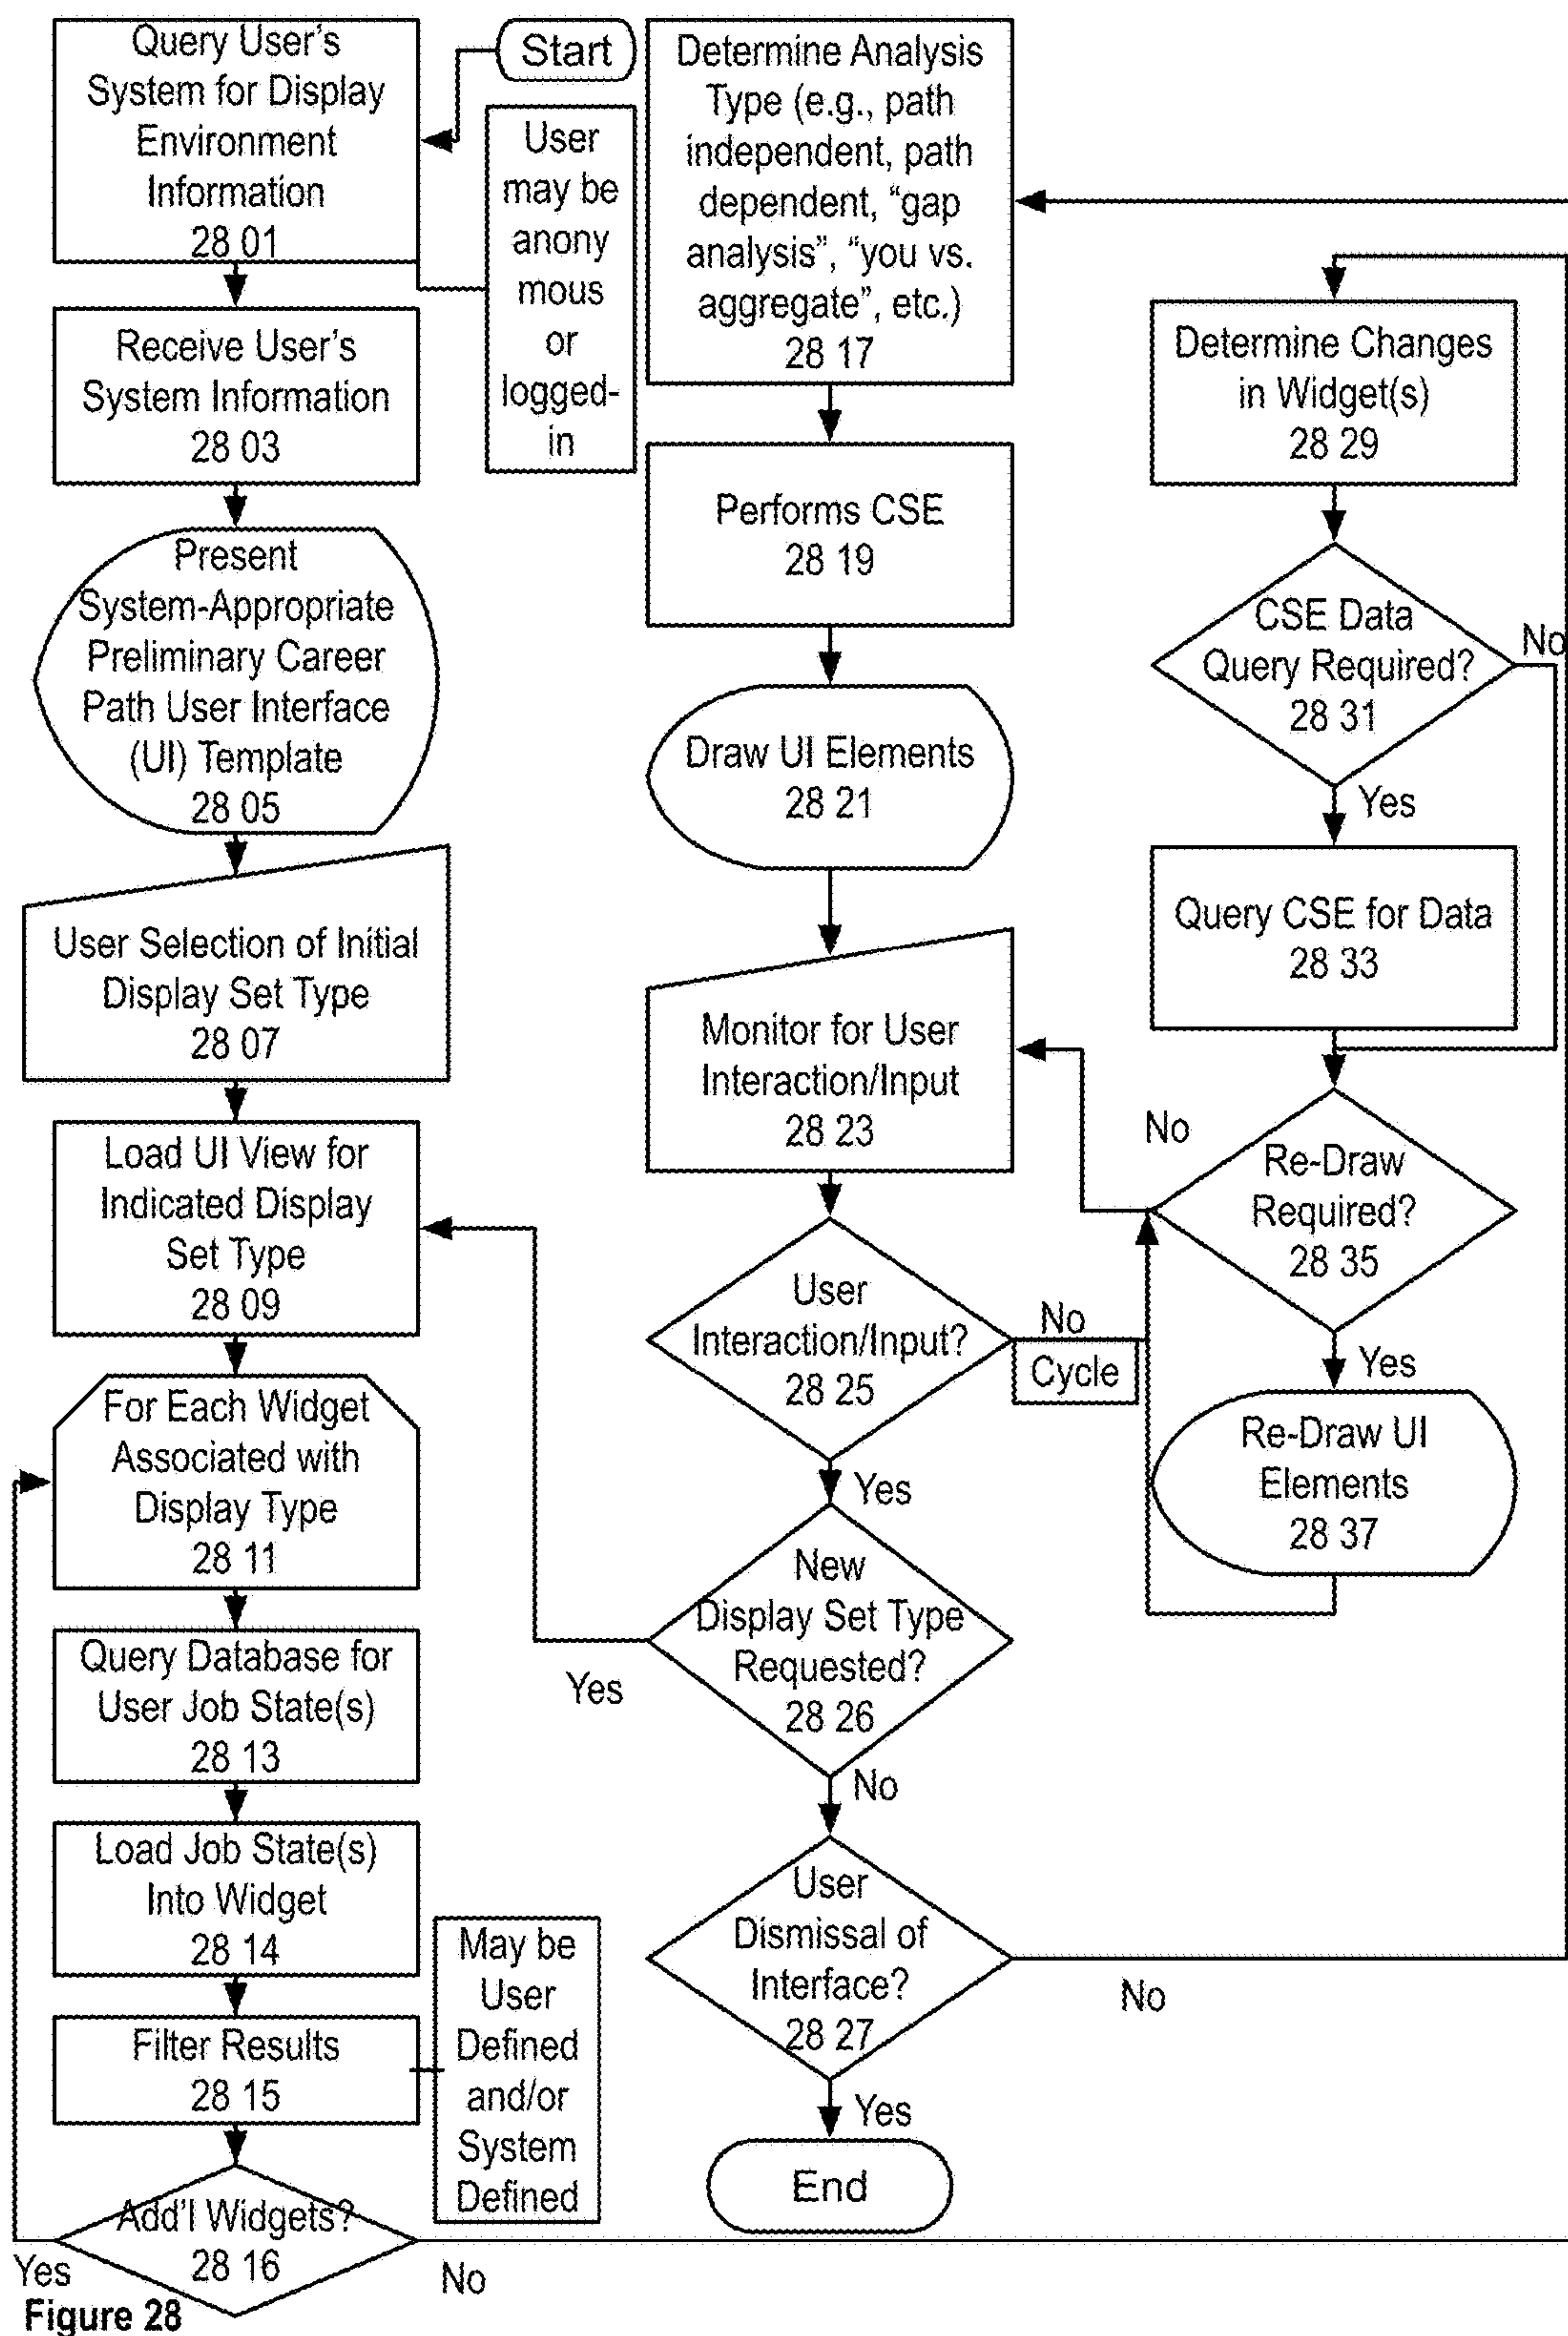 Query User's
System for Display
Environment
Information
28 01
Start
User
may be
anony
mous
or
logged-
in
Receive User's
System Information
28 03
Present
System-Appropriate
Preliminary Career
Path User Interface
(UI) Template
28 05
User Selection of Initial
Display Set Type
28 07
Load UI View for
Indicated Display
Set Type
28 09
For Each Widget
Associated with
Display Type
28 11
Query Database for
User Job State(s)
28 13
Load Job State(s)
Into Widget
28 14
Filter Results
28 15
May be
User
Defined
and/or
System
Defined
Add'l Widgets?
28 16
Yes
No
Determine Analysis
Type (e.g., path
independent, path
dependent, “gap
analysis”, “you vs.
aggregate”, etc.)
28 17
Performs CSE
28 19
Draw UI Elements
28 21
Monitor for User
Interaction/Input
28 23
User
Interaction/Input?
28 25
No
Cycle
Yes
New
Display Set Type
Requested?
28 26
Yes
No
User
Dismissal of
Interface?
28 27
No
Yes
End
Determine Changes
in Widget(s)
28 29
CSE Data
Query Required?
28 31
No
Yes
Query CSE for Data
28 33
Re-Draw
Required?
28 35
No
Yes
Re-Draw UI
Elements
28 37
Figure 28